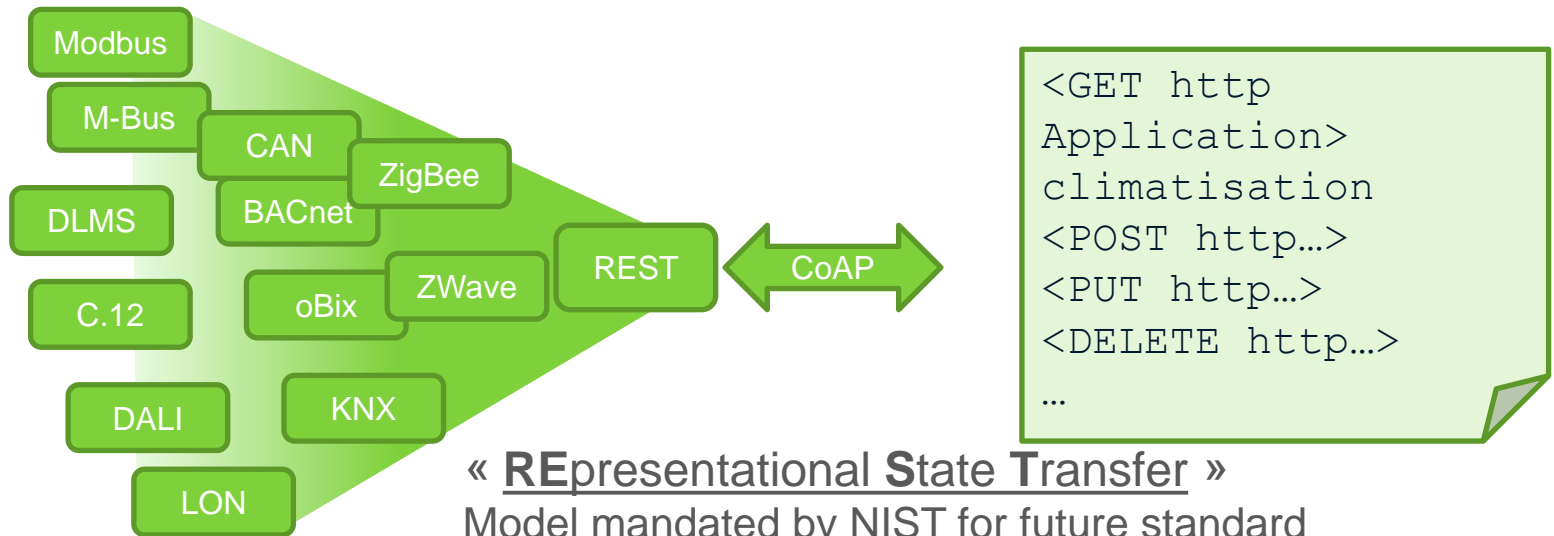 Modbus
M-Bus
CAN
ZigBee
DLMS
BACnet
C.12
oBix
ZWave
REST
CoAP
DALI
KNX
LON
<GET http
Application>
climatisation
<POST http…>
<PUT http…>
<DELETE http…>
…
« REpresentational State Transfer »
Model mandated by NIST for future standard